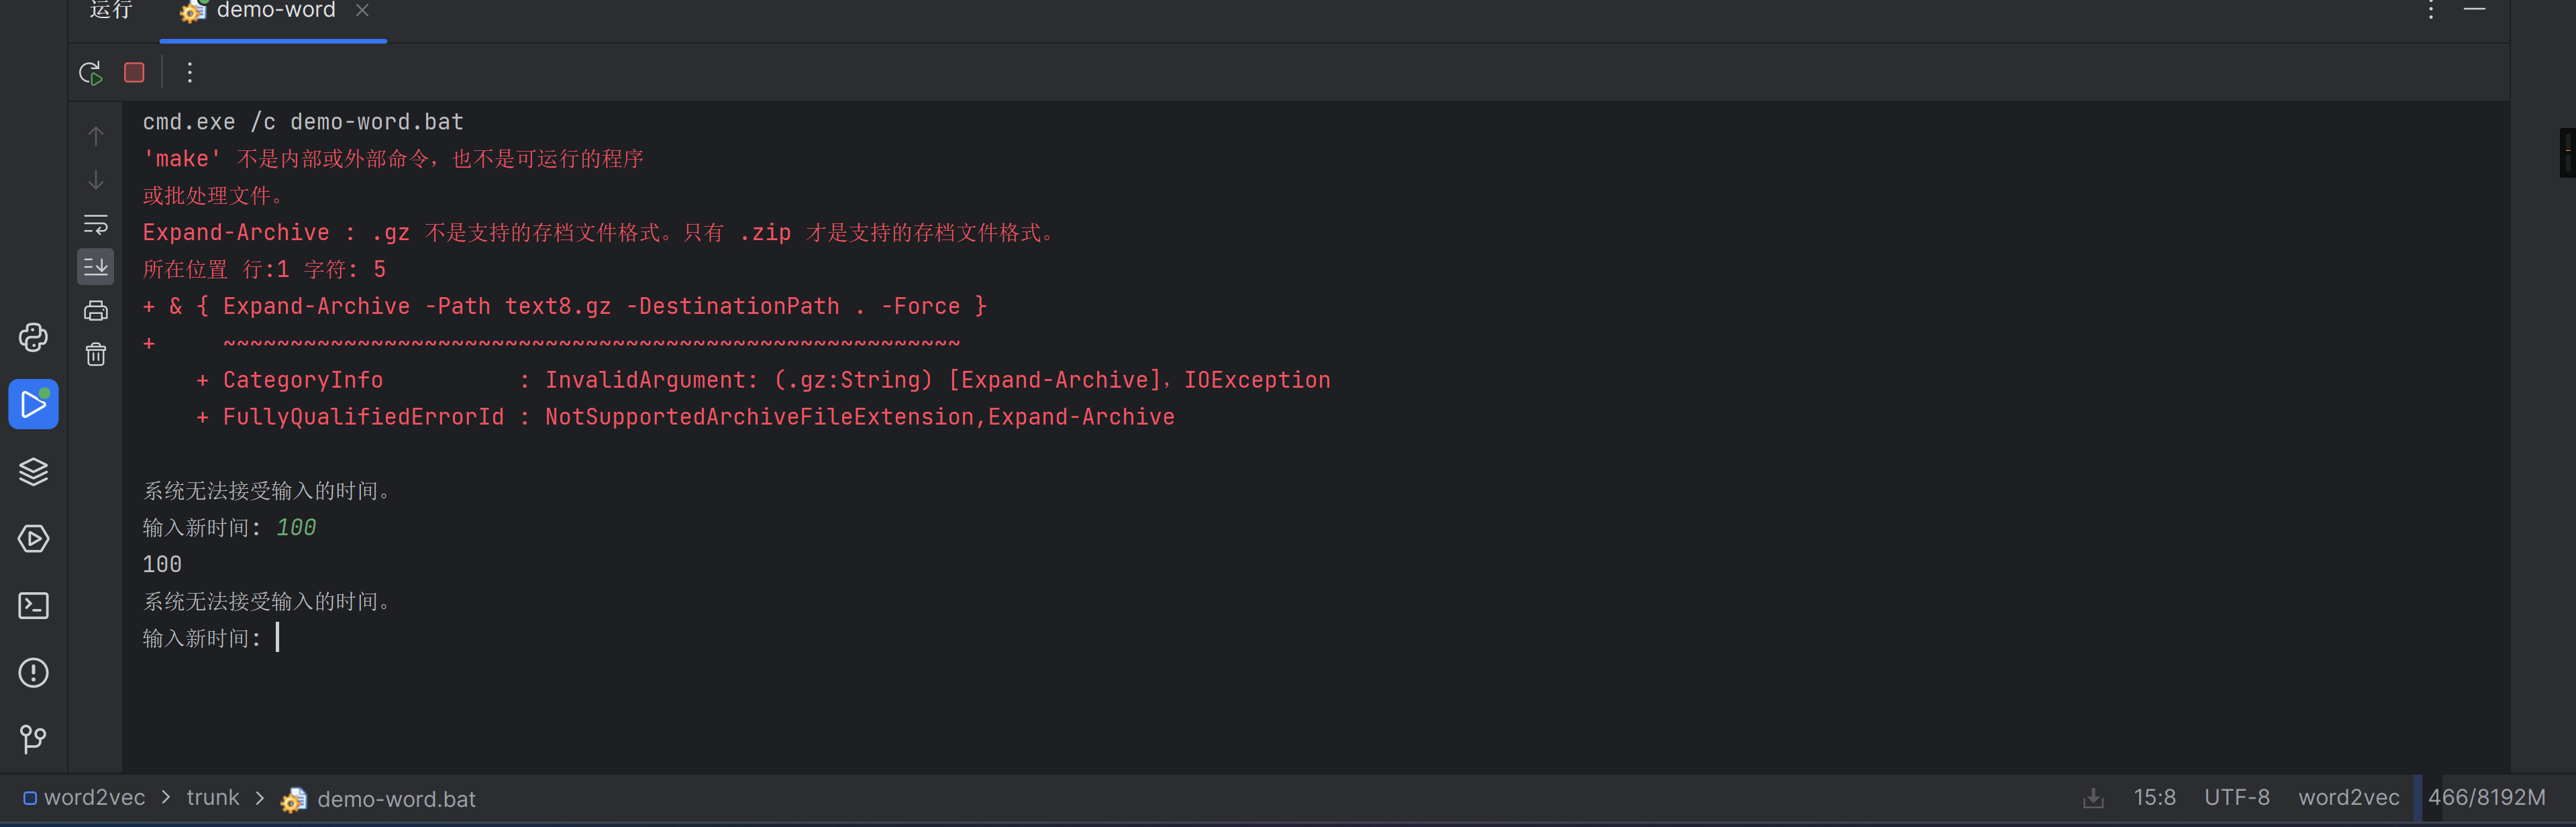 运行 demo-word
cmd.exe /c demo-word.bat
'make' 不是内部或外部命令，也不是可运行的程序
或批处理文件。
Expand-Archive : .gz 不是支持的存档文件格式。只有 .zip 才是支持的存档文件格式。
所在位置 行:1 字符: 5
+ & { Expand-Archive -Path text8.gz -DestinationPath . -Force }
+     ~~~~~~~~~~~~~~~~~~~~~~~~~~~~~~~~~~~~~~~~~~~~~~~~~~~~~~~
    + CategoryInfo          : InvalidArgument: (.gz:String) [Expand-Archive]，IOException
    + FullyQualifiedErrorId : NotSupportedArchiveFileExtension,Expand-Archive
系统无法接受输入的时间。
输入新时间: 100
100
系统无法接受输入的时间。
输入新时间:
word2vec > trunk > demo-word.bat 15:8 UTF-8 word2vec 466/8192M